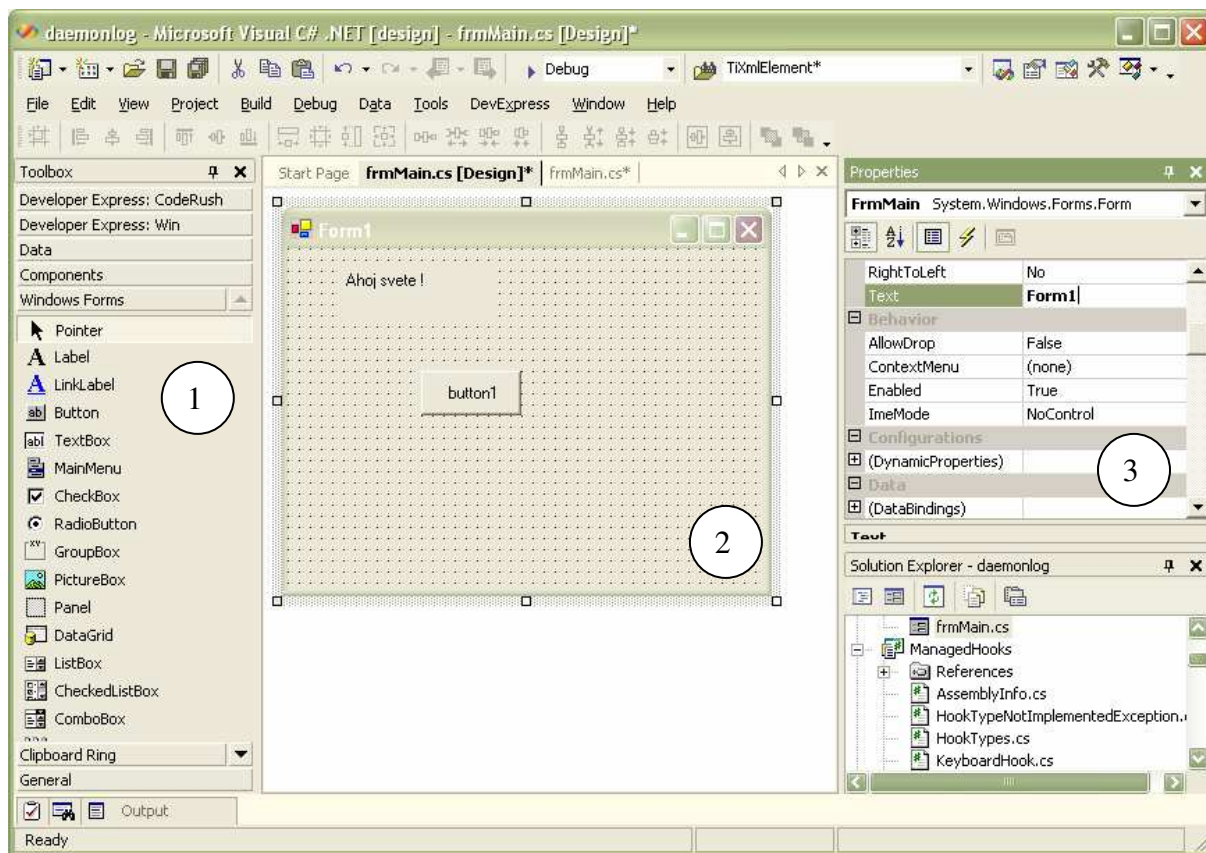 daemonlog - Microsoft Visual C# .NET [design] - frmMain.cs [Design]*
Debug
TiXmlElement*
File Edit View Project Build Debug Data Tools DevExpress Window Help
Toolbox
Developer Express: CodeRush
Developer Express: Win
Data
Components
Windows Forms
Pointer
A Label
A LinkLabel
ab Button
abl TextBox
MainMenu
CheckBox
RadioButton
XY GroupBox
PictureBox
Panel
DataGrid
ListBox
CheckedListBox
ComboBox
Clipboard Ring
General
1
Start Page frmMain.cs [Design]* frmMain.cs*
Form1
Ahoj svete !
button1
2
Properties
FrmMain System.Windows.Forms.Form
RightToLeft No
Text Form1
Behavior
AllowDrop False
ContextMenu (none)
Enabled True
ImeMode NoControl
Configurations
(DynamicProperties)
Data
(DataBindings)
3
Text
Solution Explorer - daemonlog
frmMain.cs
ManagedHooks
References
AssemblyInfo.cs
HookTypeNotImplementedException.
HookTypes.cs
KeyboardHook.cs
Output
Ready